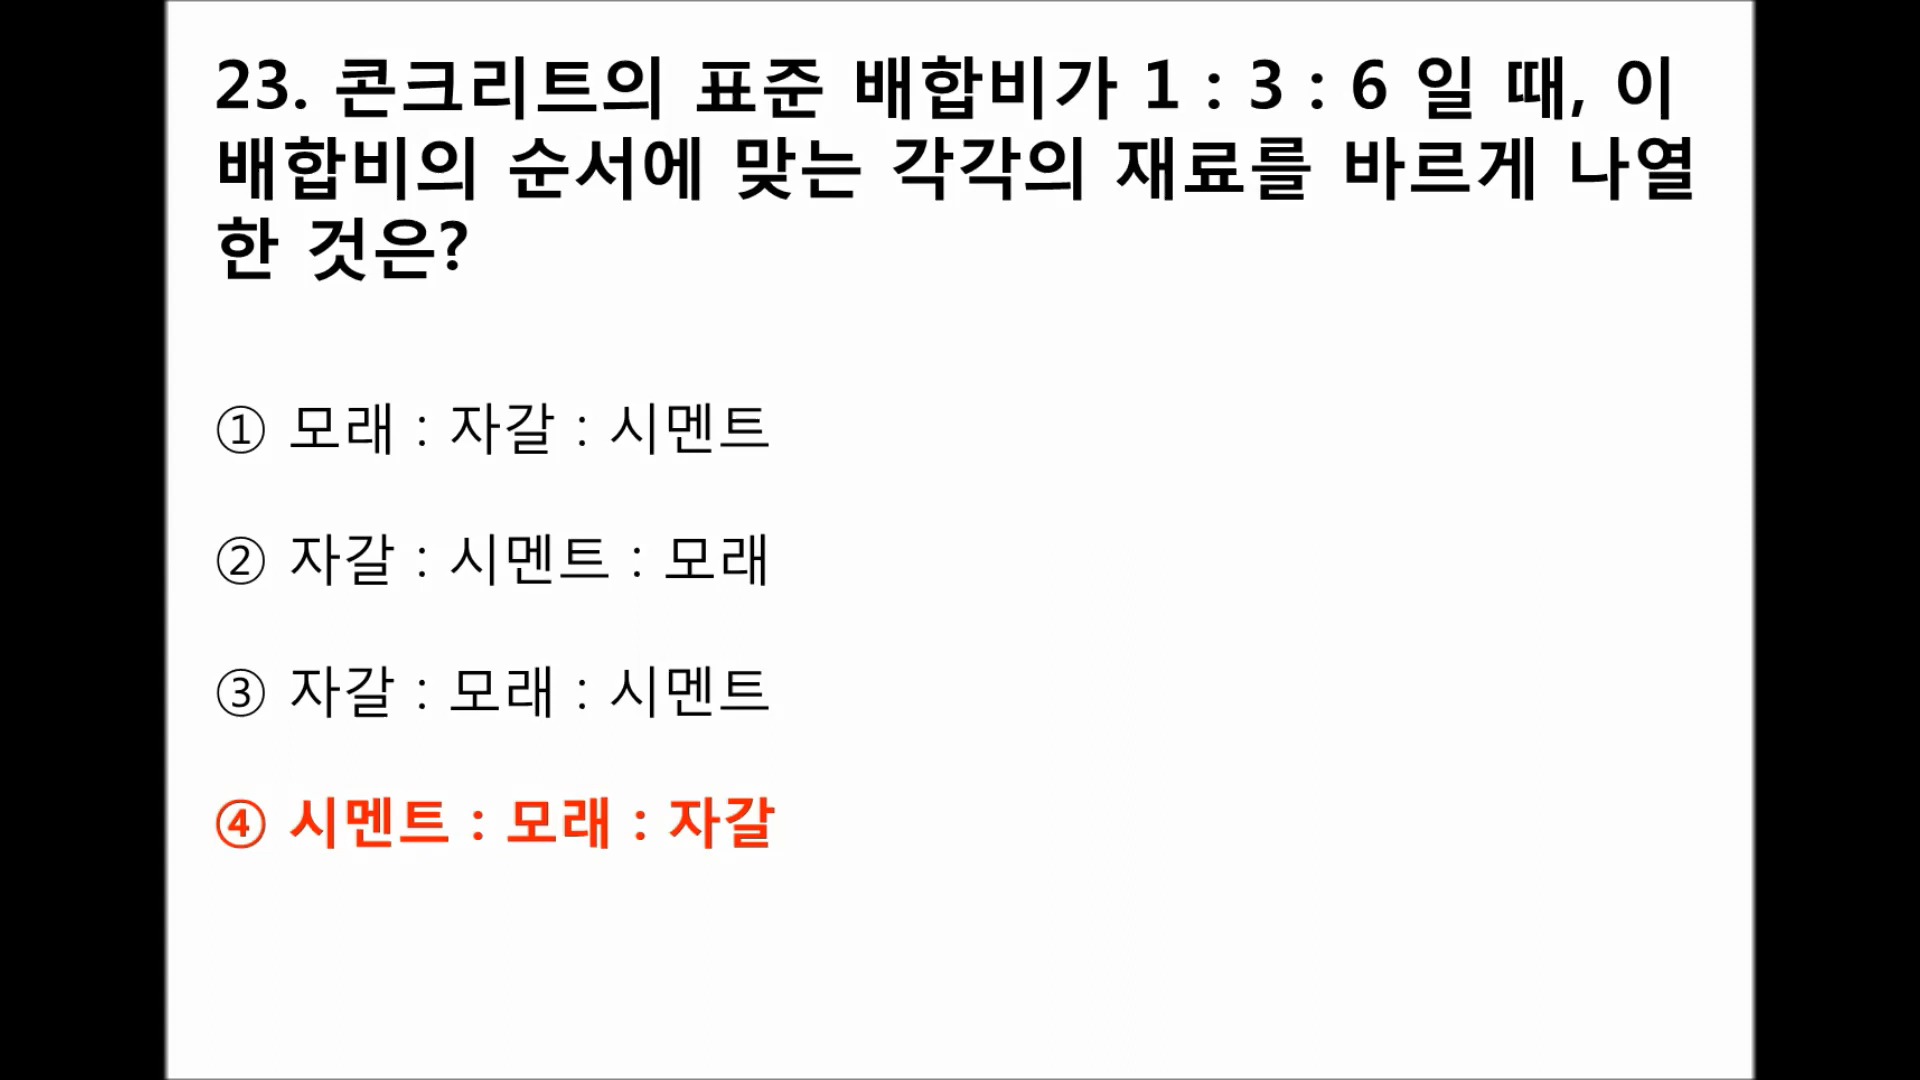 23. 콘크리트의 표준 배합비가 1 : 3 : 6 일 때, 이
배합비의 순서에 맞는 각각의 재료를 바르게 나열
한 것은?
① 모래 : 자갈 : 시멘트
② 자갈 : 시멘트 : 모래
③ 자갈 : 모래 : 시멘트
④ 시멘트 : 모래 : 자갈